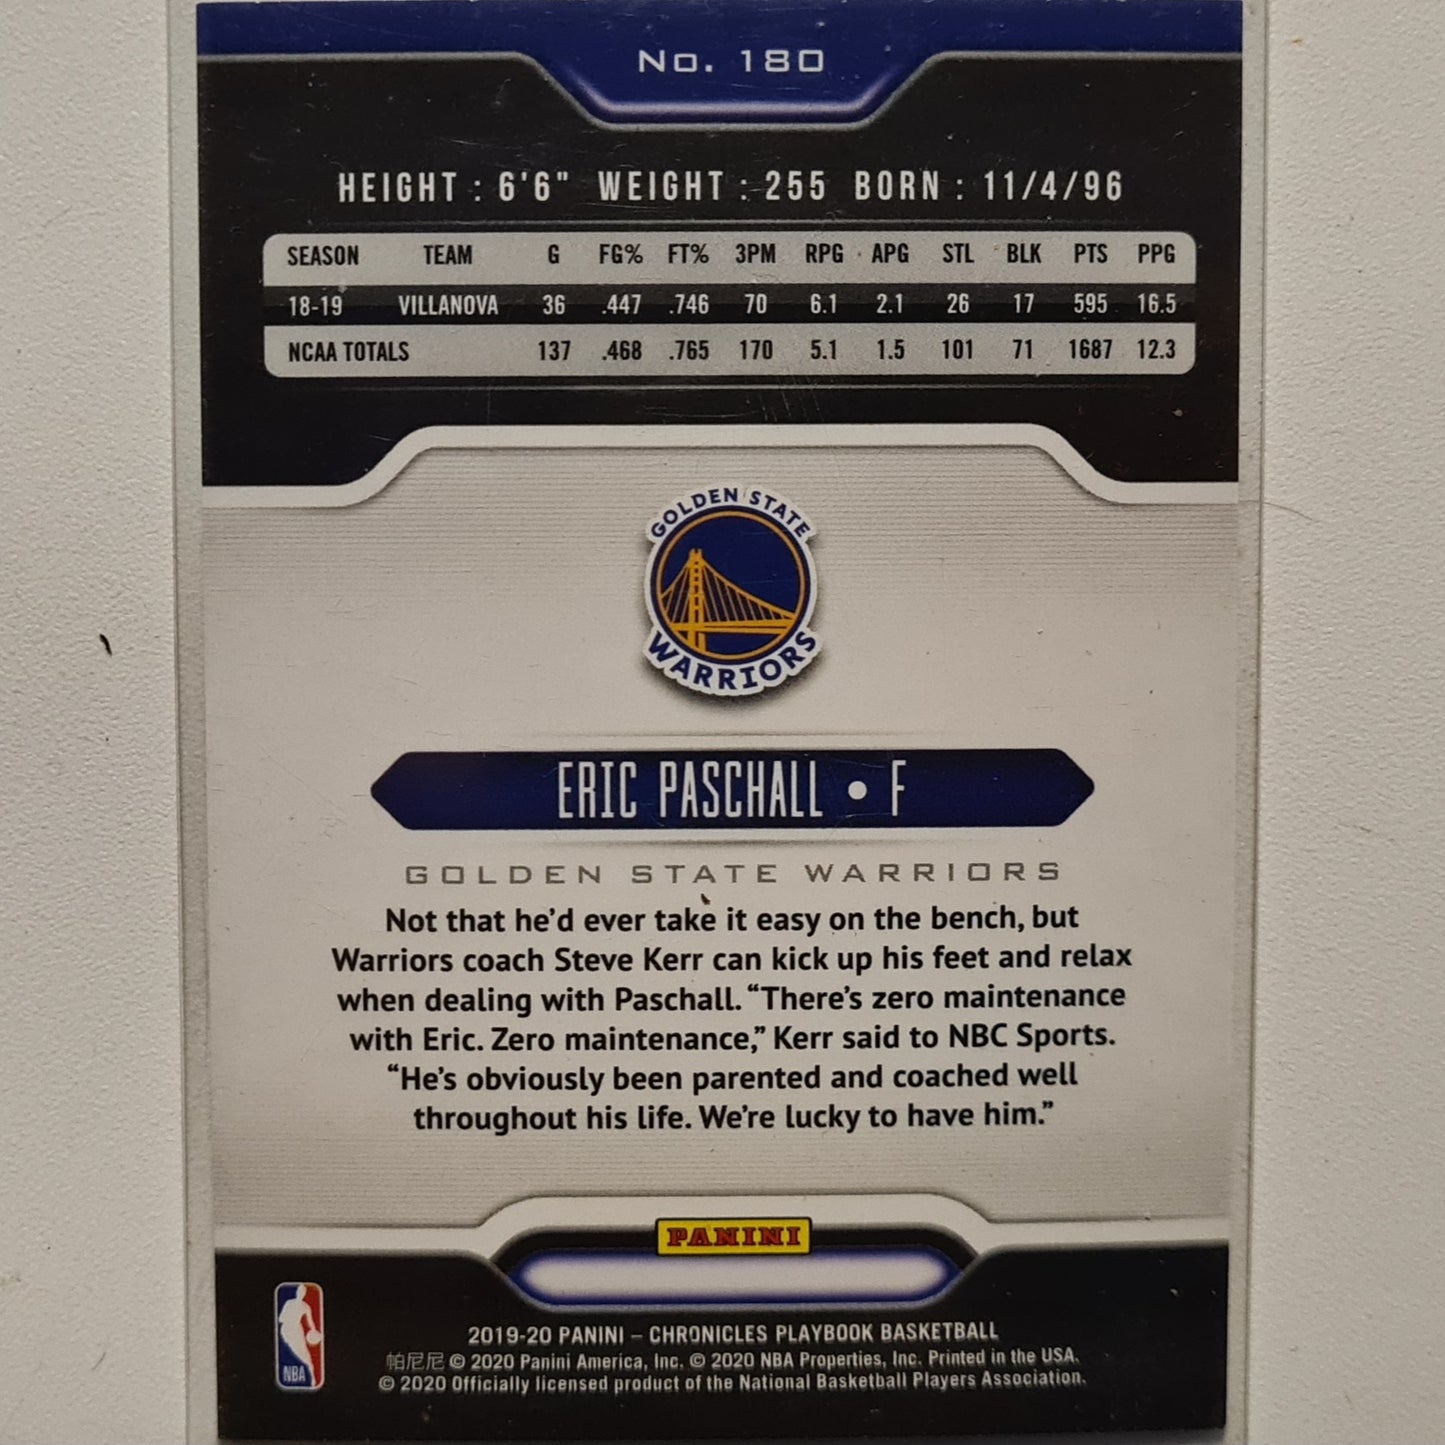 No. 180
HEIGHT : 6'6" WEIGHT : 255 BORN : 11/4/96
SEASON TEAM G FG% FT% 3PM RPG APG STL BLK PTS PPG
18-19 VILLANOVA 36 .447 .746 70 6.1 2.1 26 17 595 16.5
NCAA TOTALS 137 .468 .765 170 5.1 1.5 101 71 1687 12.3
GOLDEN STATE
WARRIORS
ERIC PASCHALL • F
GOLDEN STATE WARRIORS
Not that he'd ever take it easy on the bench, but
Warriors coach Steve Kerr can kick up his feet and relax
when dealing with Paschall. “There's zero maintenance
with Eric. Zero maintenance,” Kerr said to NBC Sports.
“He's obviously been parented and coached well
throughout his life. We're lucky to have him.”
PANINI
NBA
2019-20 PANINI – CHRONICLES PLAYBOOK BASKETBALL
帕尼尼 © 2020 Panini America, Inc. © 2020 NBA Properties, Inc. Printed in the USA.
© 2020 Officially licensed product of the National Basketball Players Association.